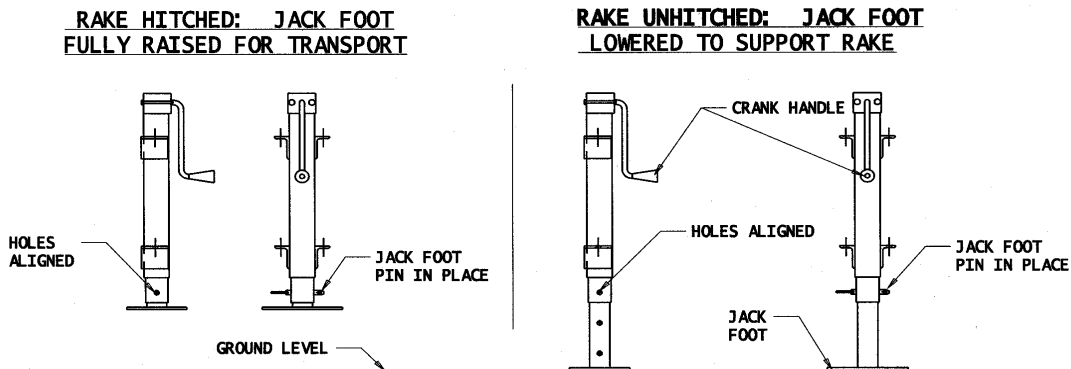 RAKE HITCHED: JACK FOOT
FULLY RAISED FOR TRANSPORT
HOLES
ALIGNED
JACK FOOT
PIN IN PLACE
GROUND LEVEL
RAKE UNHITCHED: JACK FOOT
LOWERED TO SUPPORT RAKE
CRANK HANDLE
HOLES ALIGNED
JACK FOOT
PIN IN PLACE
JACK
FOOT